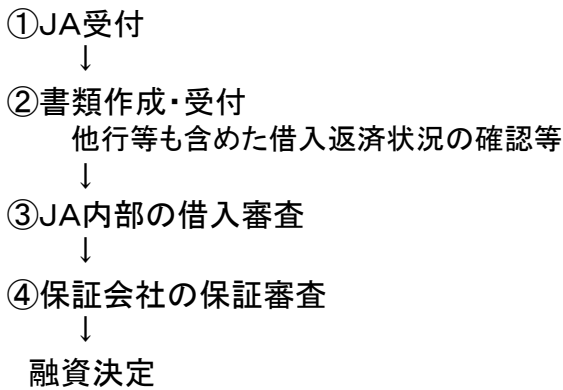 ①JA受付
↓
②書類作成・受付
他行等も含めた借入返済状況の確認等
↓
③JA内部の借入審査
↓
④保証会社の保証審査
↓
融資決定